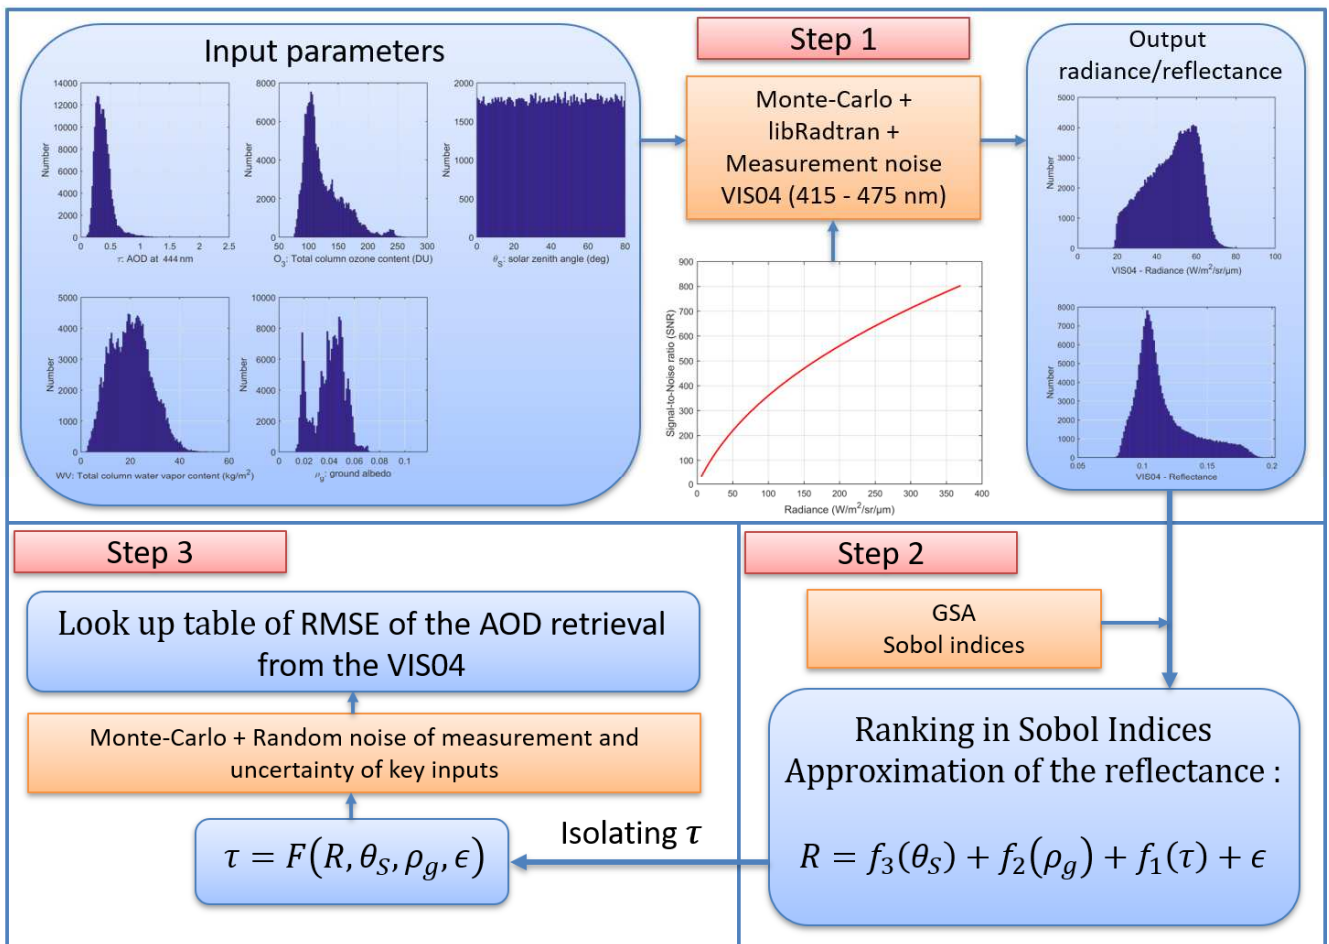 Input parameters
14000
12000
10000
8000
6000
4000
2000
0
Number
0 0.5 1 1.5 2 2.5
τ: AOD at 444 nm
8000
6000
4000
2000
0
Number
50 100 150 200 250 300
O3: Total column ozone content (DU)
2000
1500
1000
500
0
Number
0 20 40 60 80
θS: solar zenith angle (deg)
5000
4000
3000
2000
1000
0
Number
20 40 60
WV: Total column water vapor content (kg/m²)
10000
8000
6000
4000
2000
0
Number
0 0.02 0.04 0.06 0.08 0.1
ρg: ground albedo
Step 1
Monte-Carlo +
libRadtran +
Measurement noise
VIS04 (415 - 475 nm)
900
800
700
600
500
400
300
200
100
0
Signal-to-Noise ratio (SNR)
0 50 100 150 200 250 300 350 400
Radiance (W/m²/sr/μm)
Output
radiance/reflectance
5000
4000
3000
2000
1000
0
Number
0 20 40 60 80 100
VIS04 - Radiance (W/m²/sr/μm)
8000
7000
6000
5000
4000
3000
2000
1000
0
Number
0.05 0.1 0.15 0.2
VIS04 - Reflectance
Step 2
GSA
Sobol indices
Ranking in Sobol Indices
Approximation of the reflectance :
R = f3(θS) + f2(ρg) + f1(τ) + ϵ
Isolating τ
Step 3
Look up table of RMSE of the AOD retrieval
from the VIS04
Monte-Carlo + Random noise of measurement and
uncertainty of key inputs
τ = F(R, θS, ρg, ϵ)